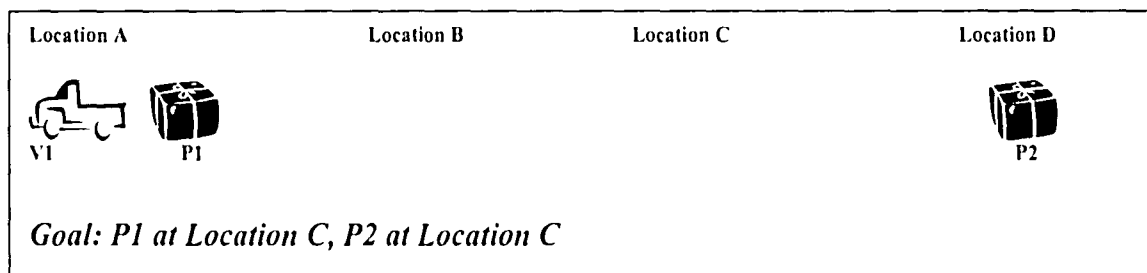 Location A Location B Location C Location D
V1 P1 P2
Goal: P1 at Location C, P2 at Location C